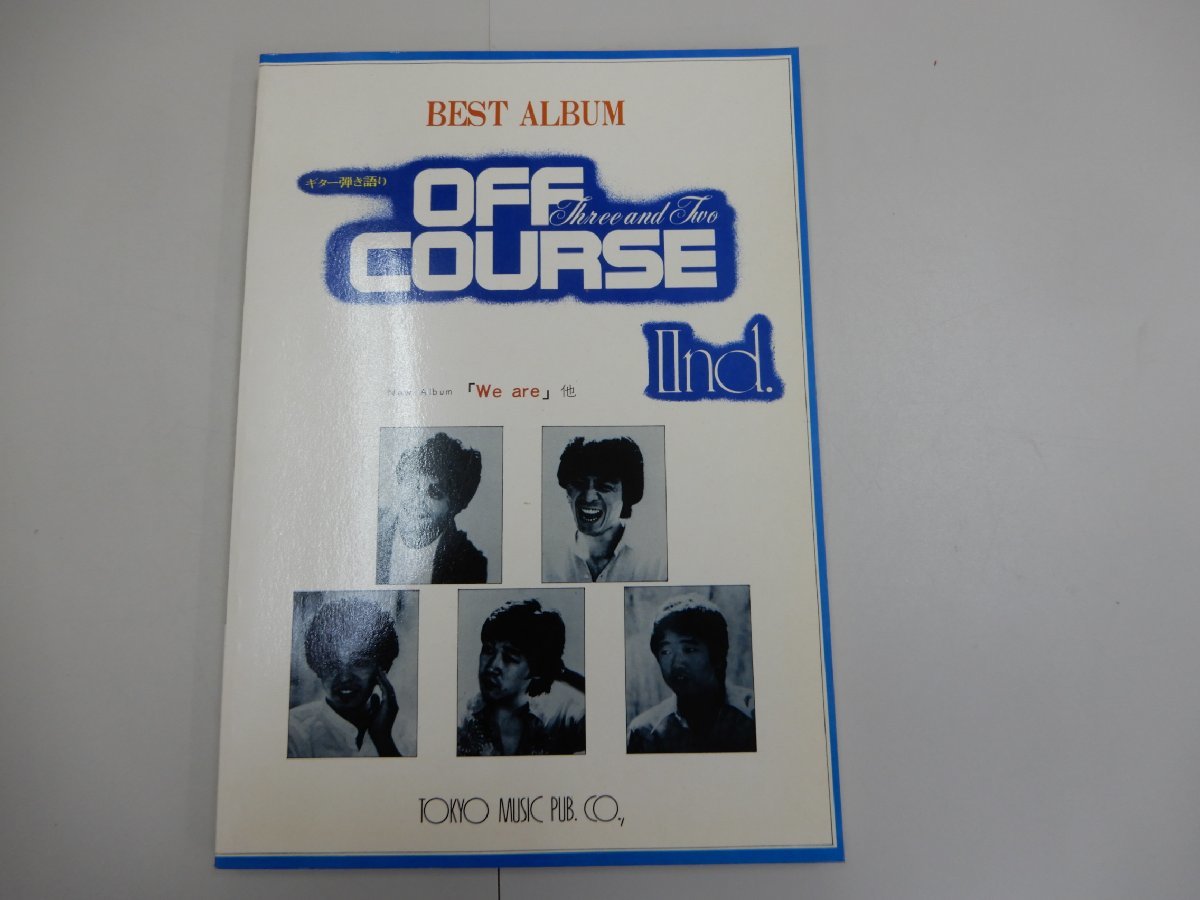 BEST ALBUM
ギター弾き語り
OFF
Three and Two
COURSE
IInd.
New Album 「We are」 他
TOKYO MUSIC PUB. CO.,